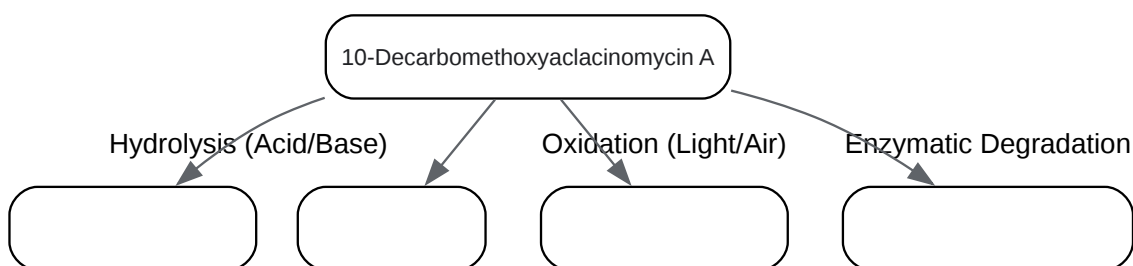 10-Decarbomethoxyaclacinomycin A
Hydrolysis (Acid/Base)
Oxidation (Light/Air)
Enzymatic Degradation